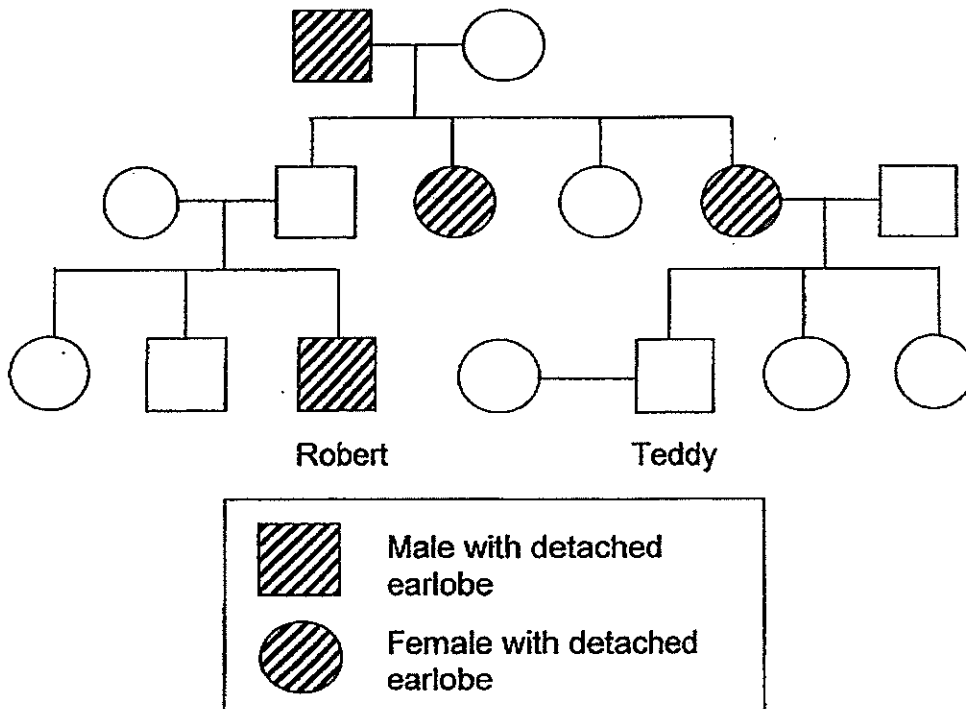 Robert Teddy
Male with detached
earlobe
Female with detached
earlobe